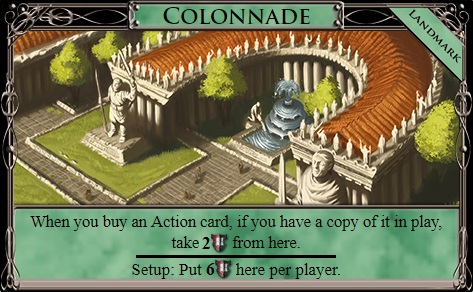 COLONNADE
LANDMARK
When you buy an Action card, if you have a copy of it in play,
take 2 from here.
Setup: Put 6 here per player.